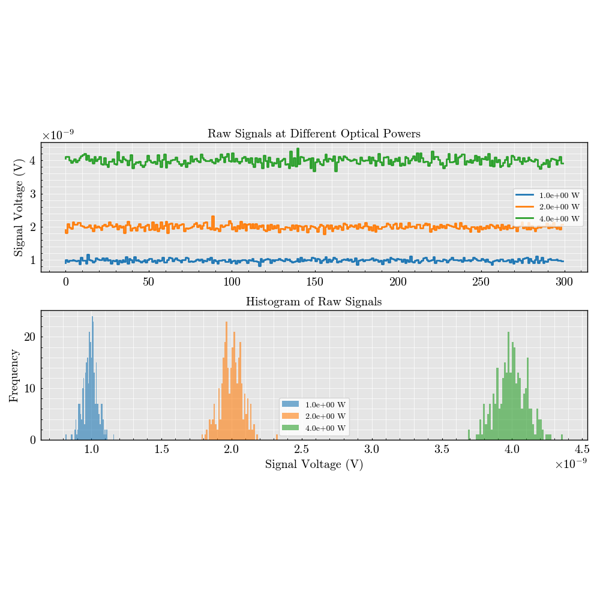 Raw Signals at Different Optical Powers
×10⁻⁹
Signal Voltage (V)
4
3
2
1
1.0e+00 W
2.0e+00 W
4.0e+00 W
0 50 100 150 200 250 300
Histogram of Raw Signals
Frequency
20
10
0
1.0e+00 W
2.0e+00 W
4.0e+00 W
1.0 1.5 2.0 2.5 3.0 3.5 4.0 4.5
Signal Voltage (V)
×10⁻⁹